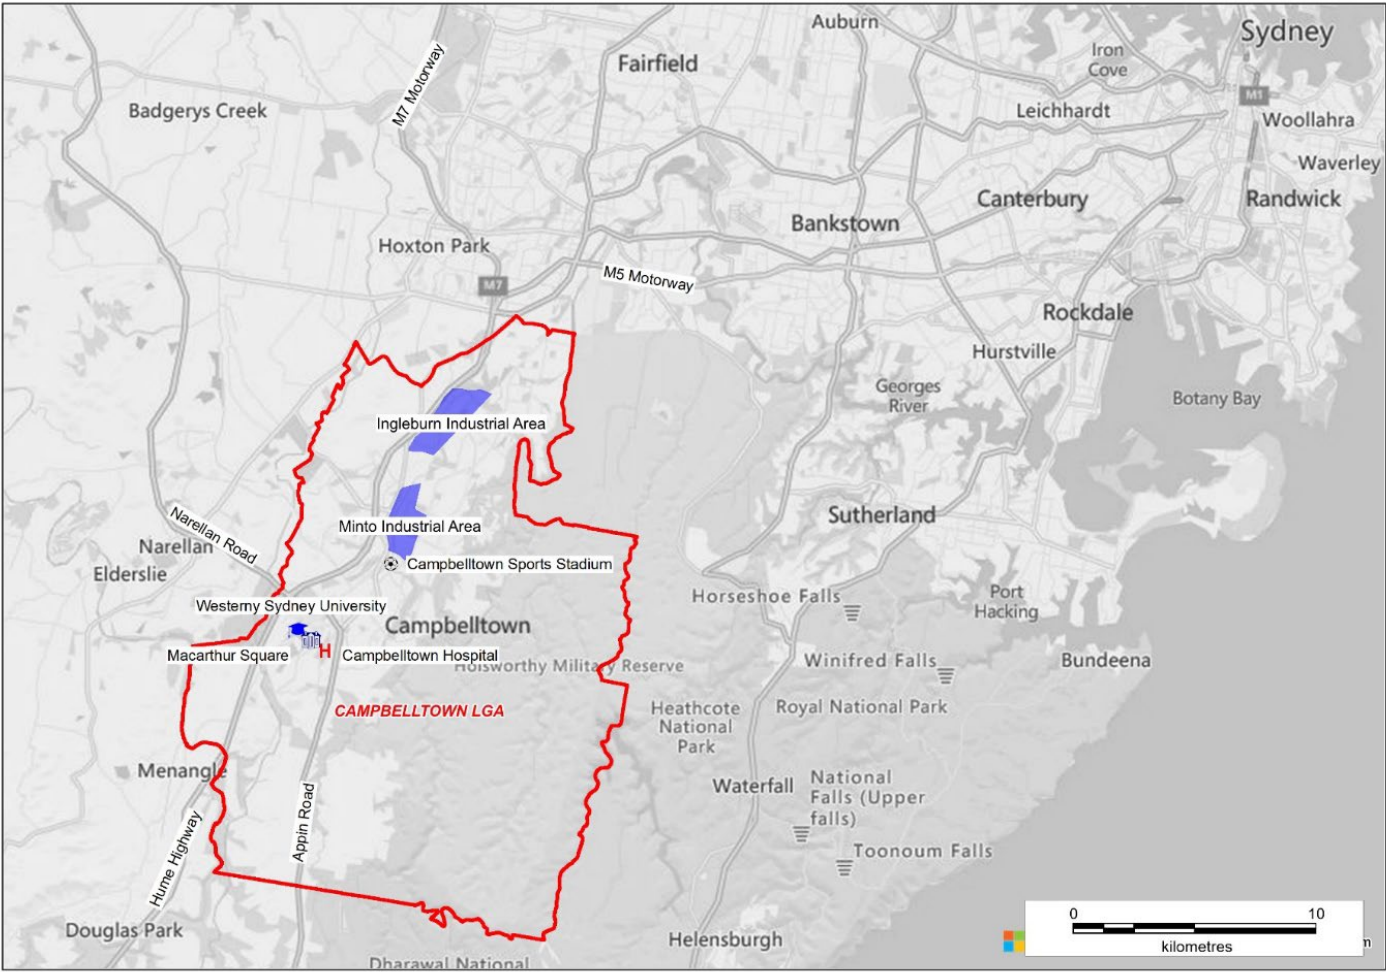 Auburn
Sydney
Iron
Cove
Fairfield
M7 Motorway
M1
Badgerys Creek
Leichhardt
Woollahra
Waverley
Canterbury
Randwick
Bankstown
Hoxton Park
M5 Motorway
M7
Rockdale
Hurstville
Georges
River
Botany Bay
Ingleburn Industrial Area
Narellan Road
Minto Industrial Area
Sutherland
Narellan
Elderslie
Campbelltown Sports Stadium
Horseshoe Falls
Port
Hacking
Westerny Sydney University
Campbelltown
Macarthur Square
H
Campbelltown Hospital
Holsworthy Military Reserve
Winifred Falls
Bundeena
CAMPBELLTOWN LGA
Heathcote
National
Park
Royal National Park
Menangle
Waterfall
National
Falls (Upper
falls)
Appin Road
Hume Highway
Toonoum Falls
Douglas Park
Helensburgh
Dharawal National
0 10
kilometres